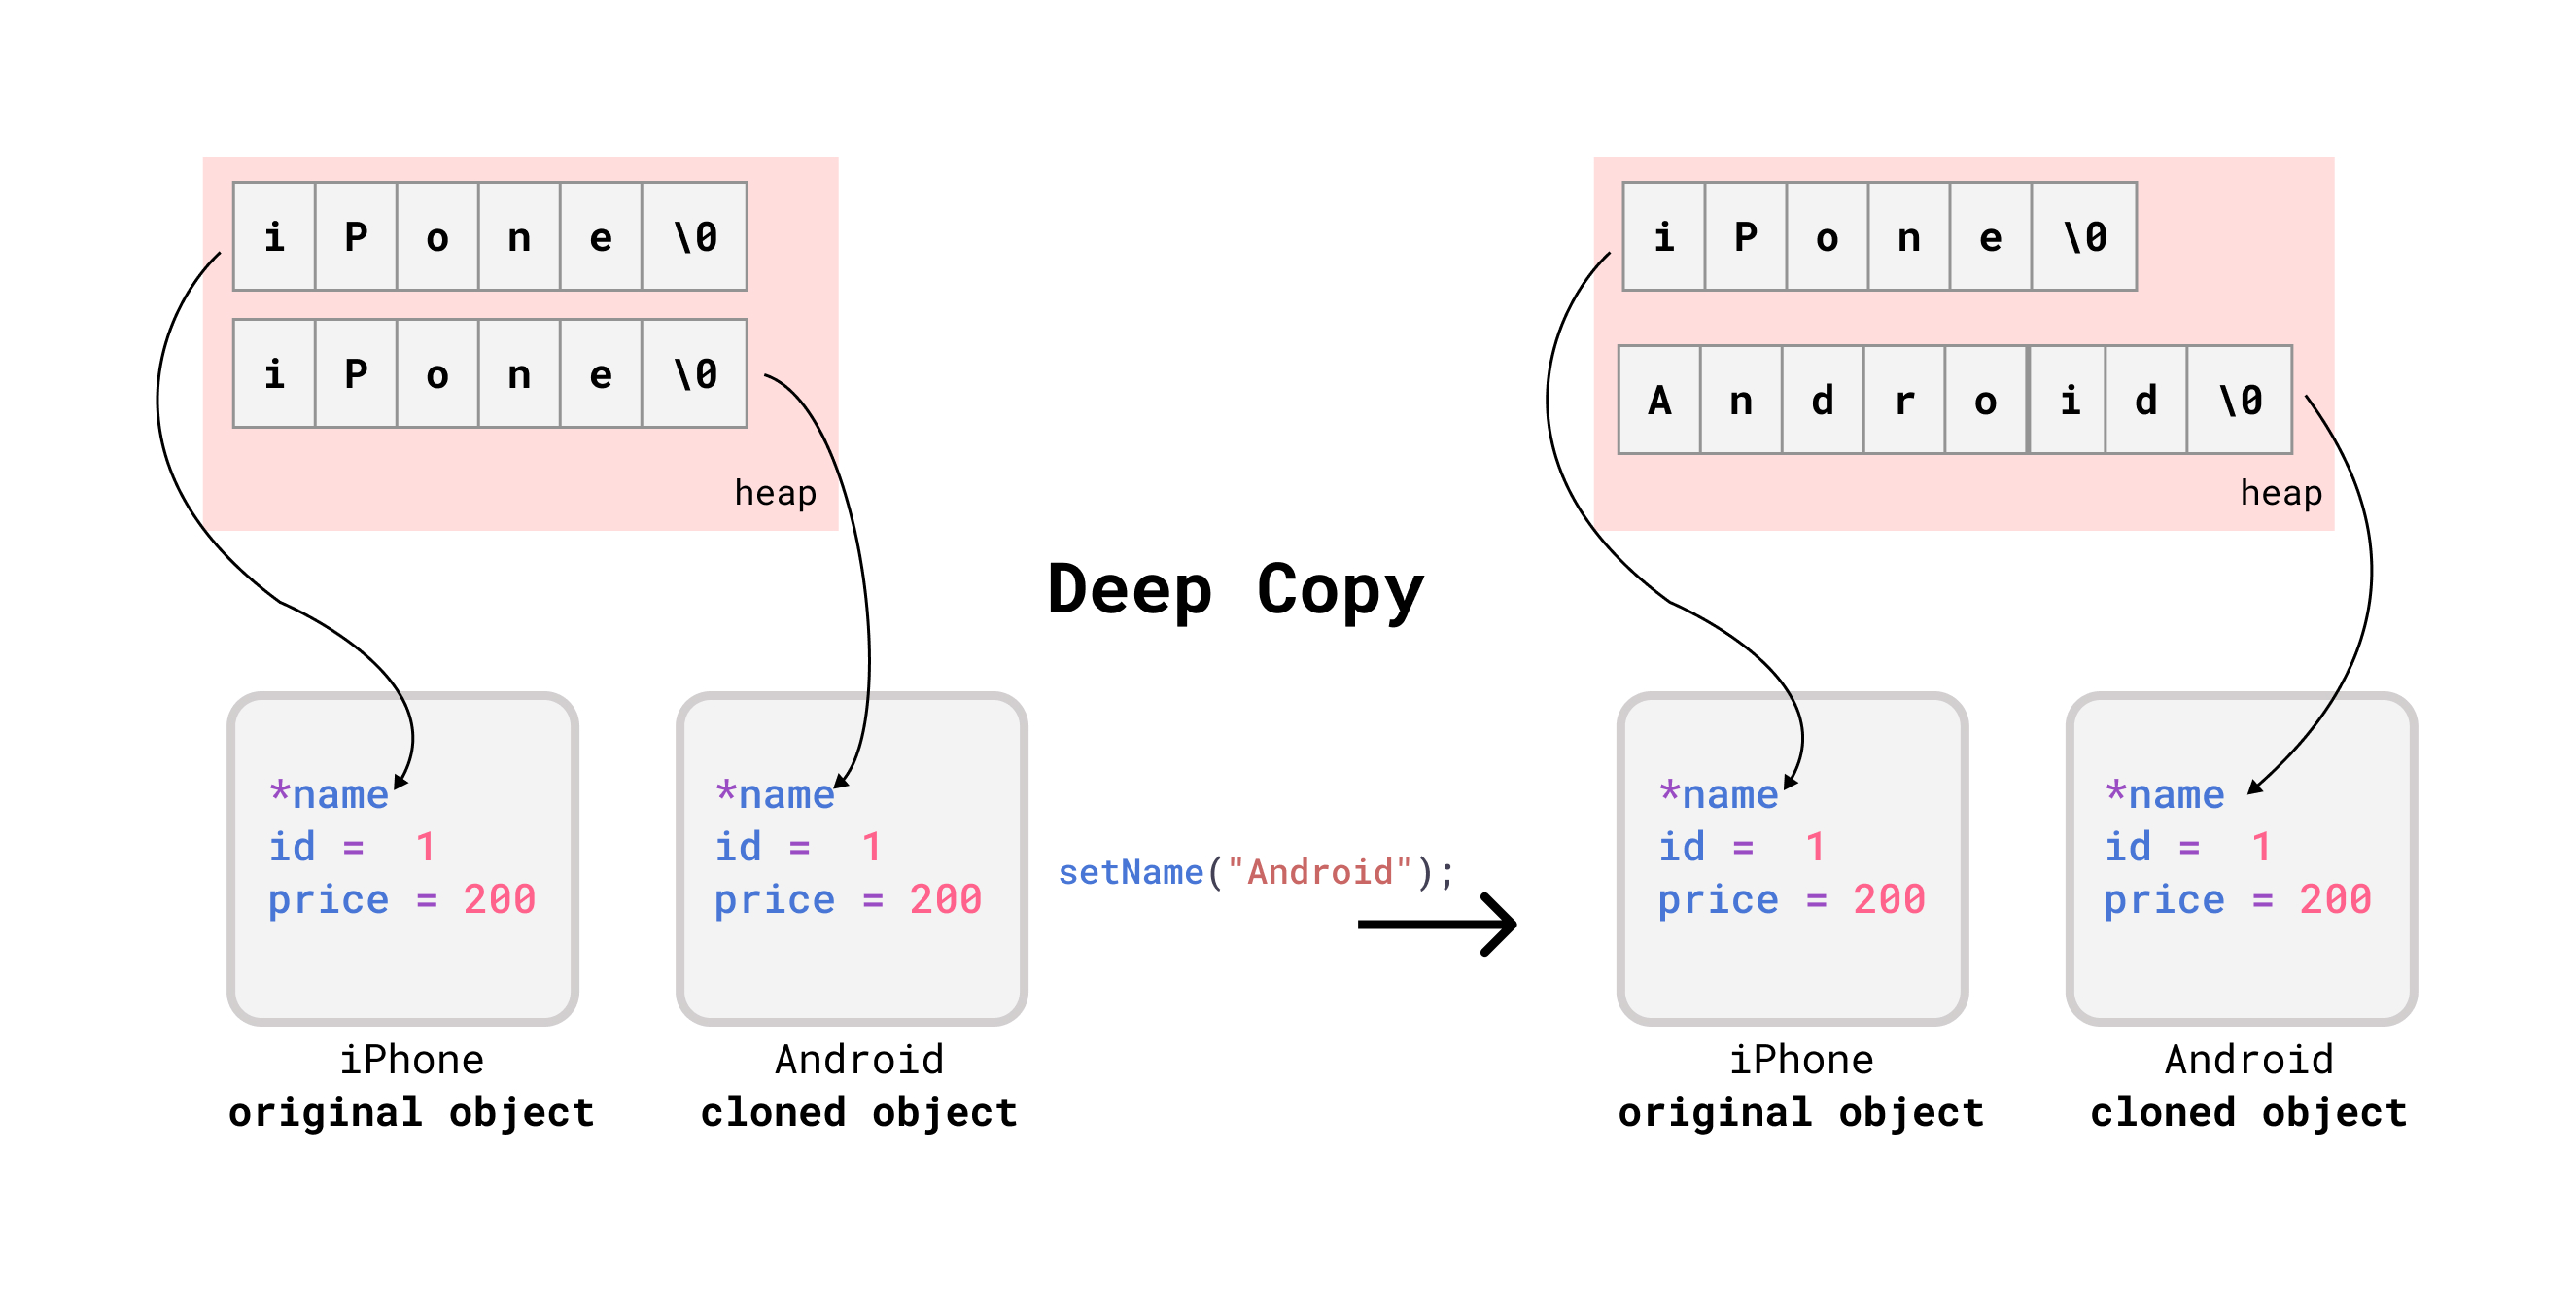 i P o n e \0
i P o n e \0
heap
i P o n e \0
A n d r o i d \0
heap
Deep Copy
*name
id = 1
price = 200
iPhone
original object
*name
id = 1
price = 200
Android
cloned object
setName("Android");
*name
id = 1
price = 200
iPhone
original object
*name
id = 1
price = 200
Android
cloned object